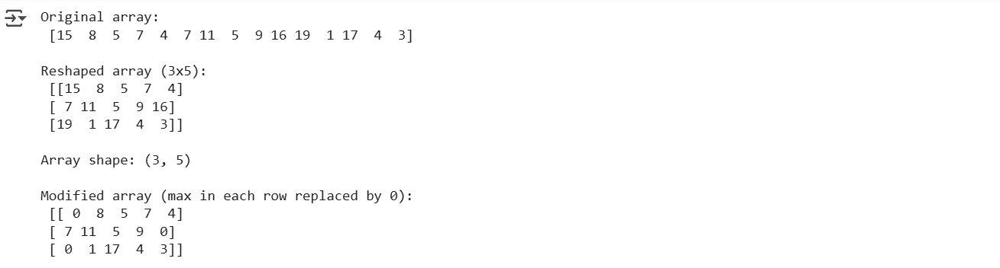 Original array:
 [15  8  5  7  4  7 11  5  9 16 19  1 17  4  3]

Reshaped array (3x5):
 [[15  8  5  7  4]
 [ 7 11  5  9 16]
 [19  1 17  4  3]]

Array shape: (3, 5)

Modified array (max in each row replaced by 0):
 [[ 0  8  5  7  4]
 [ 7 11  5  9  0]
 [ 0  1 17  4  3]]